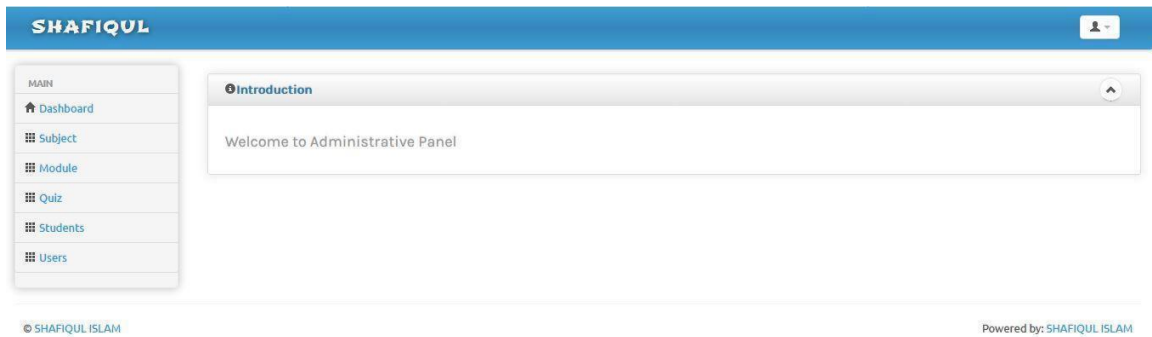 SHAFIQUL
MAIN
Dashboard
Subject
Module
Quiz
Students
Users
Introduction
Welcome to Administrative Panel
© SHAFIQUL ISLAM
Powered by: SHAFIQUL ISLAM